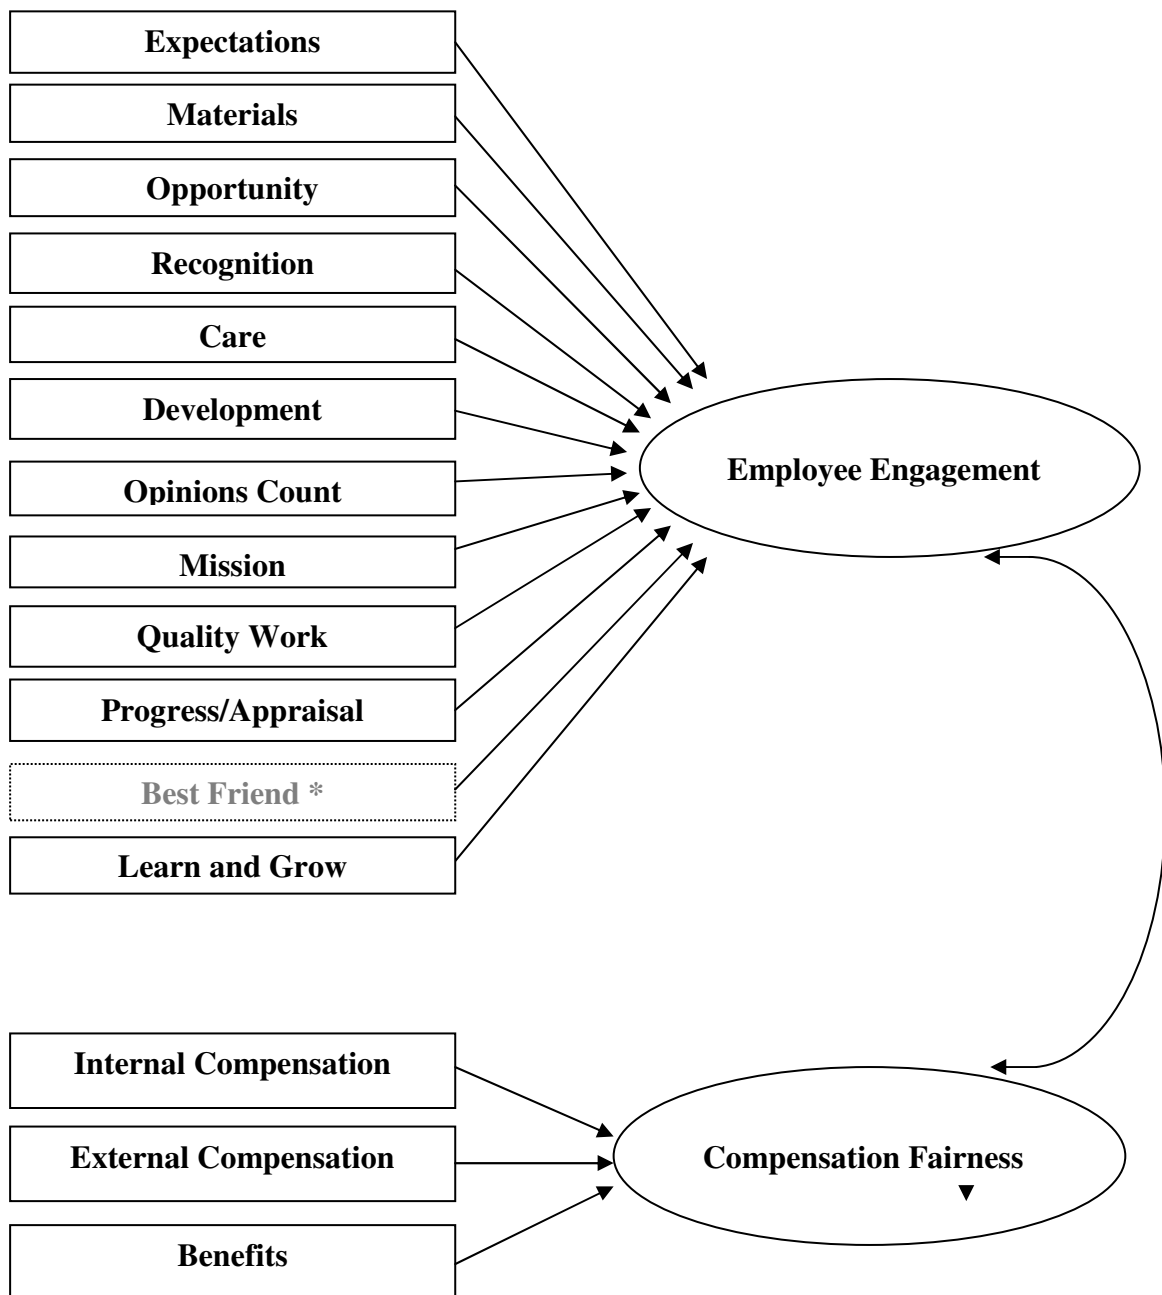 Expectations
Materials
Opportunity
Recognition
Care
Development
Opinions Count
Mission
Quality Work
Progress/Appraisal
Best Friend *
Learn and Grow
Employee Engagement
Internal Compensation
External Compensation
Benefits
Compensation Fairness